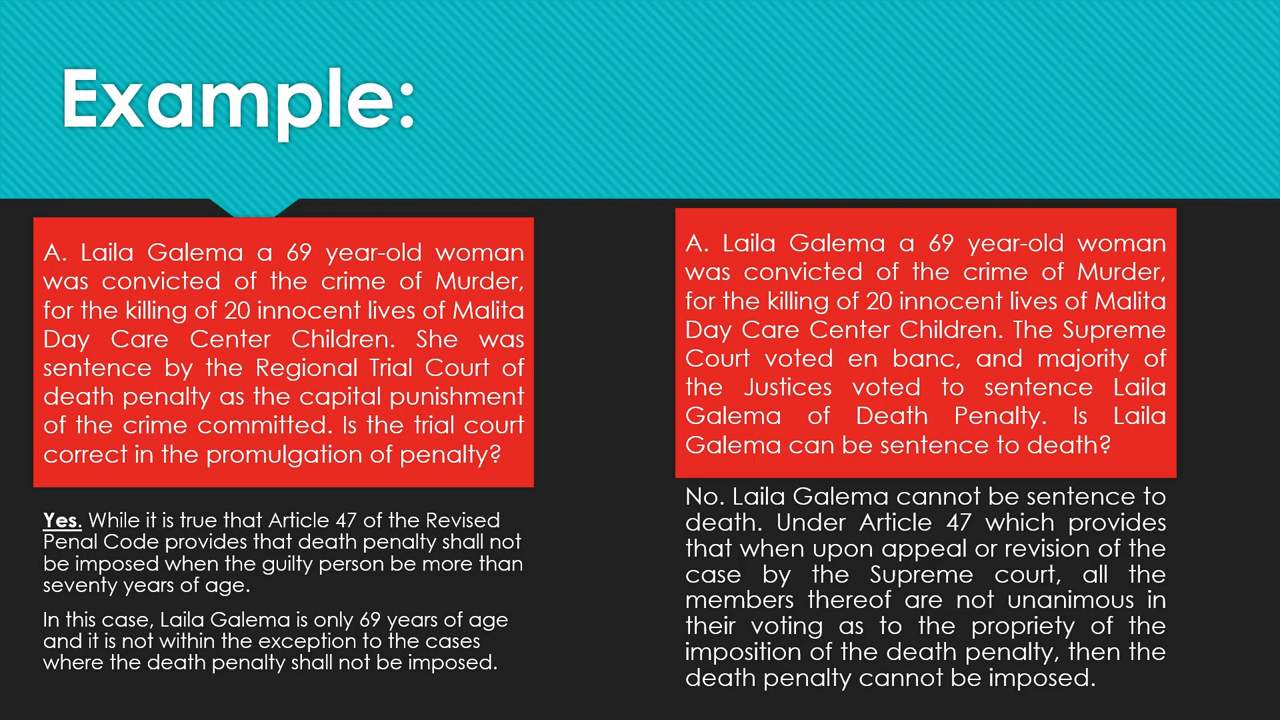 Example:
A. Laila Galema a 69 year-old woman
was convicted of the crime of Murder,
for the killing of 20 innocent lives of Malita
Day Care Center Children. She was
sentence by the Regional Trial Court of
death penalty as the capital punishment
of the crime committed. Is the trial court
correct in the promulgation of penalty?
Yes. While it is true that Article 47 of the Revised
Penal Code provides that death penalty shall not
be imposed when the guilty person be more than
seventy years of age.
In this case, Laila Galema is only 69 years of age
and it is not within the exception to the cases
where the death penalty shall not be imposed.
A. Laila Galema a 69 year-old woman
was convicted of the crime of Murder,
for the killing of 20 innocent lives of Malita
Day Care Center Children. The Supreme
Court voted en banc, and majority of
the Justices voted to sentence Laila
Galema of Death Penalty. Is Laila
Galema can be sentence to death?
No. Laila Galema cannot be sentence to
death. Under Article 47 which provides
that when upon appeal or revision of the
case by the Supreme court, all the
members thereof are not unanimous in
their voting as to the propriety of the
imposition of the death penalty, then the
death penalty cannot be imposed.